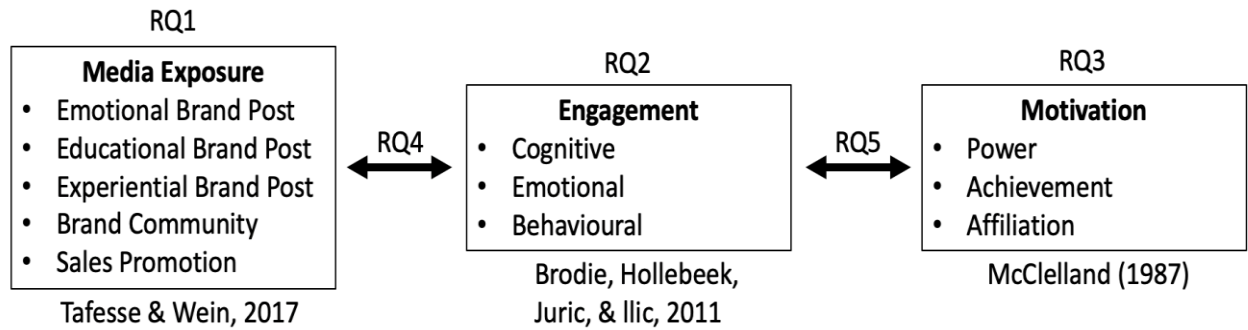 RQ1
Media Exposure
• Emotional Brand Post
• Educational Brand Post
• Experiential Brand Post
• Brand Community
• Sales Promotion
Tafesse & Wein, 2017
RQ4
RQ2
Engagement
• Cognitive
• Emotional
• Behavioural
Brodie, Hollebeek,
Juric, & llic, 2011
RQ5
RQ3
Motivation
• Power
• Achievement
• Affiliation
McClelland (1987)